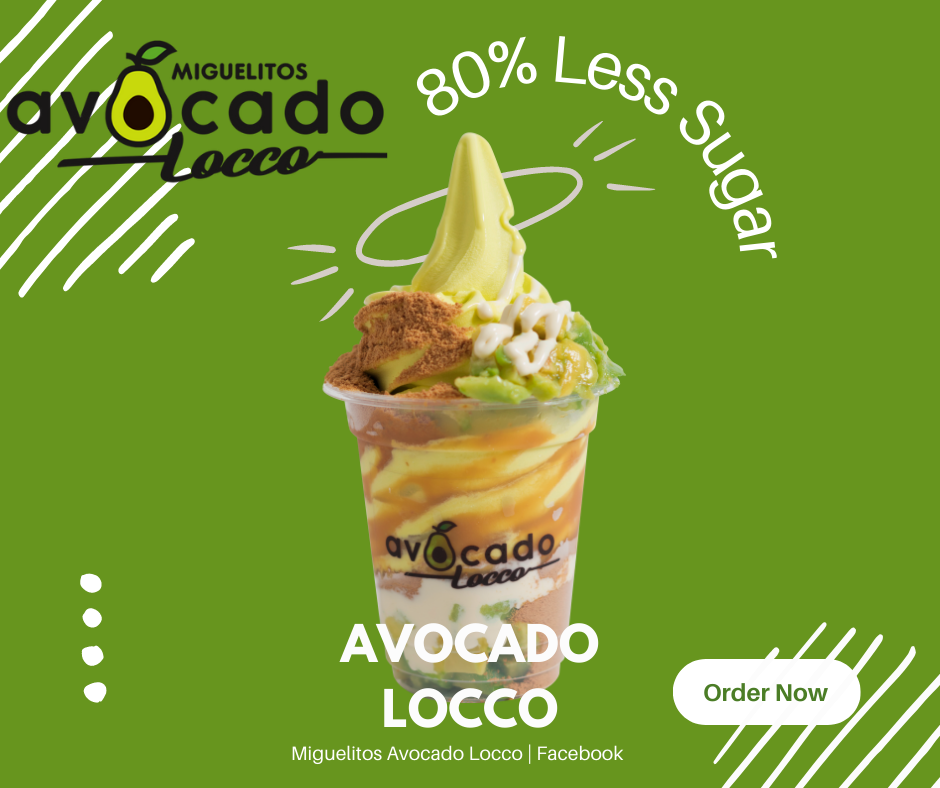 MIGUELITOS
avocado
Locco
80% Less Sugar
avocado
Locco
AVOCADO
LOCCO
Order Now
Miguelitos Avocado Locco | Facebook